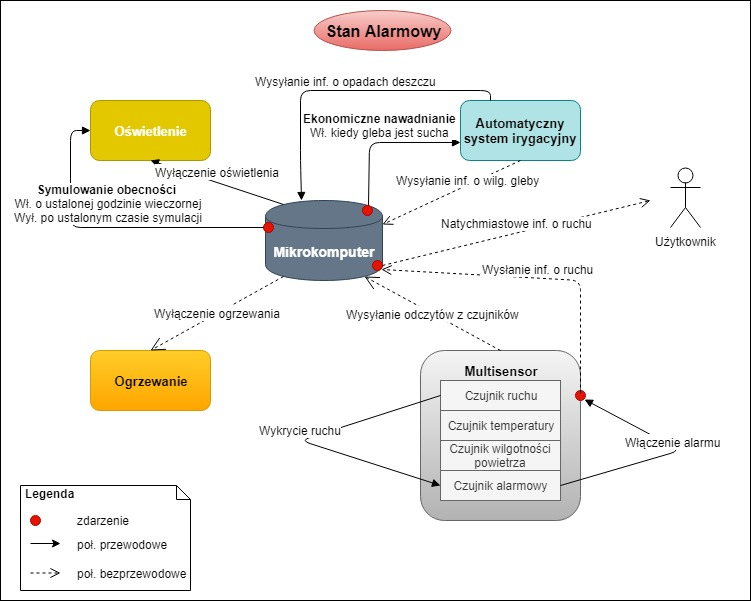 Stan Alarmowy
Wysyłanie inf. o opadach deszczu
Oświetlenie
Ekonomiczne nawadnianie
Wł. kiedy gleba jest sucha
Automatyczny
system irygacyjny
Wyłączenie oświetlenia
Symulowanie obecności
Wł. o ustalonej godzinie wieczornej
Wył. po ustalonym czasie symulacji
Wysyłanie inf. o wilg. gleby
Natychmiastowe inf. o ruchu
Użytkownik
Mikrokomputer
Wysłanie inf. o ruchu
Wyłączenie ogrzewania
Wysyłanie odczytów z czujników
Ogrzewanie
Multisensor
Czujnik ruchu
Czujnik temperatury
Czujnik wilgotności
powietrza
Czujnik alarmowy
Wykrycie ruchu
Włączenie alarmu
Legenda
zdarzenie
poł. przewodowe
poł. bezprzewodowe